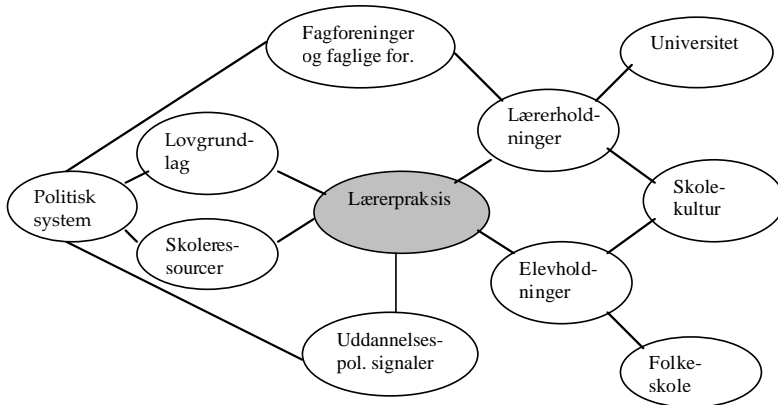 Fagforeninger
og faglige for.
Universitet
Lærerhold-
ninger
Lovgrund-
lag
Politisk
system
Lærerpraksis
Skole-
kultur
Skoleres-
sourcer
Elevhold-
ninger
Uddannelses-
pol. signaler
Folke-
skole